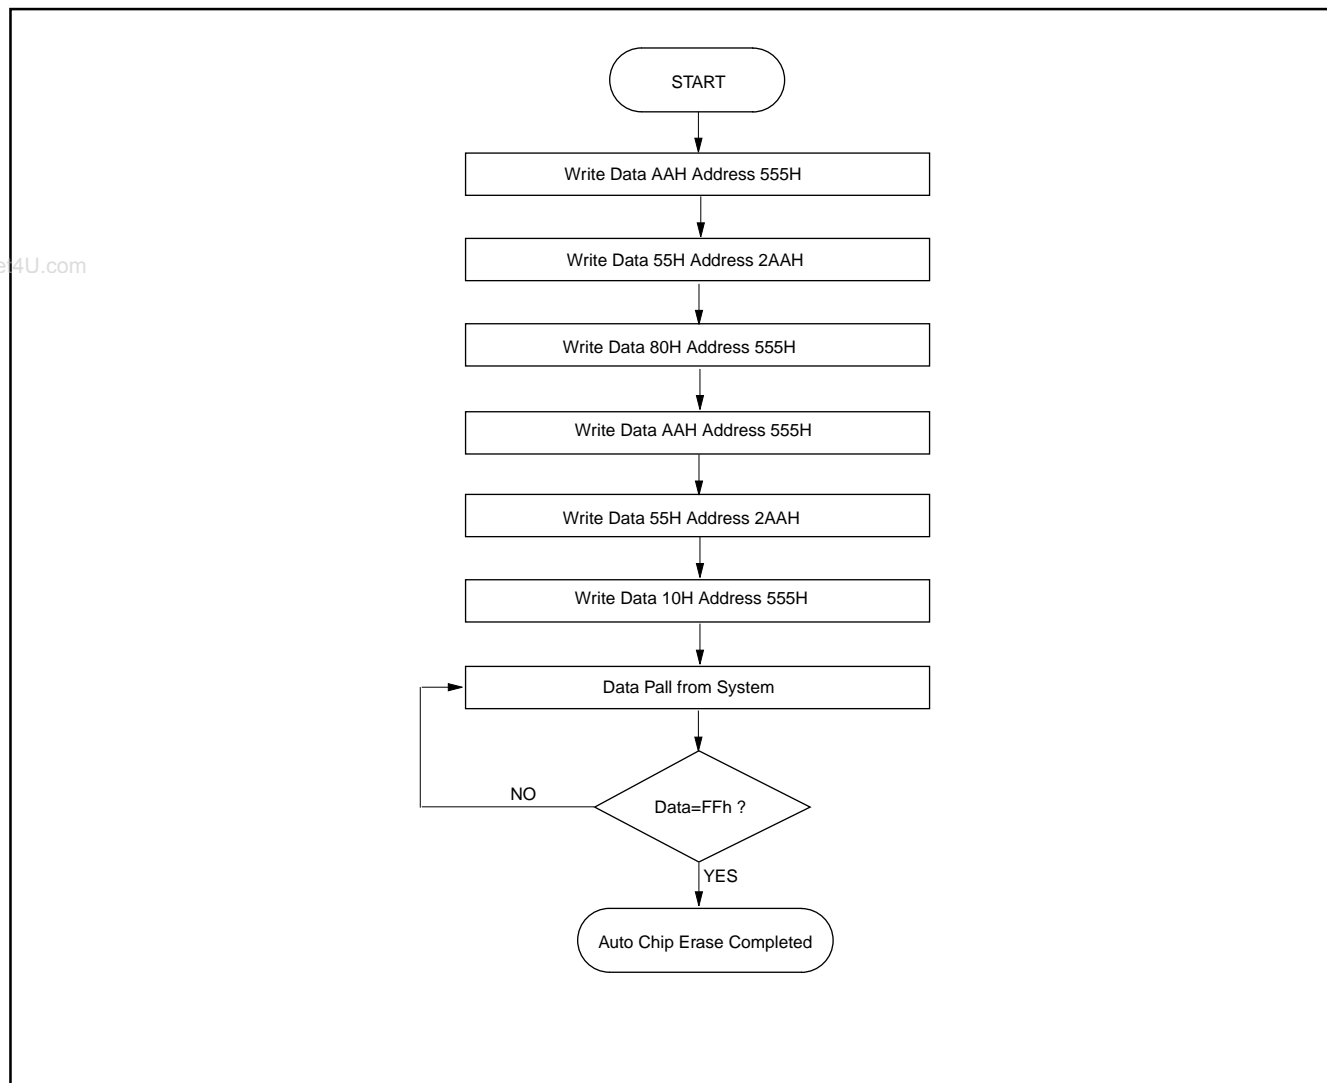 START
Write Data AAH Address 555H
et4U.com
Write Data 55H Address 2AAH
Write Data 80H Address 555H
Write Data AAH Address 555H
Write Data 55H Address 2AAH
Write Data 10H Address 555H
Data Pall from System
NO
Data=FFh ?
YES
Auto Chip Erase Completed